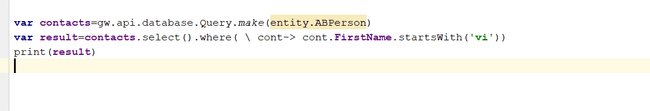 var contacts=gw.api.database.Query.make(entity.ABPerson)
var result=contacts.select().where( \ cont-> cont.FirstName.startsWith('vi'))
print(result)